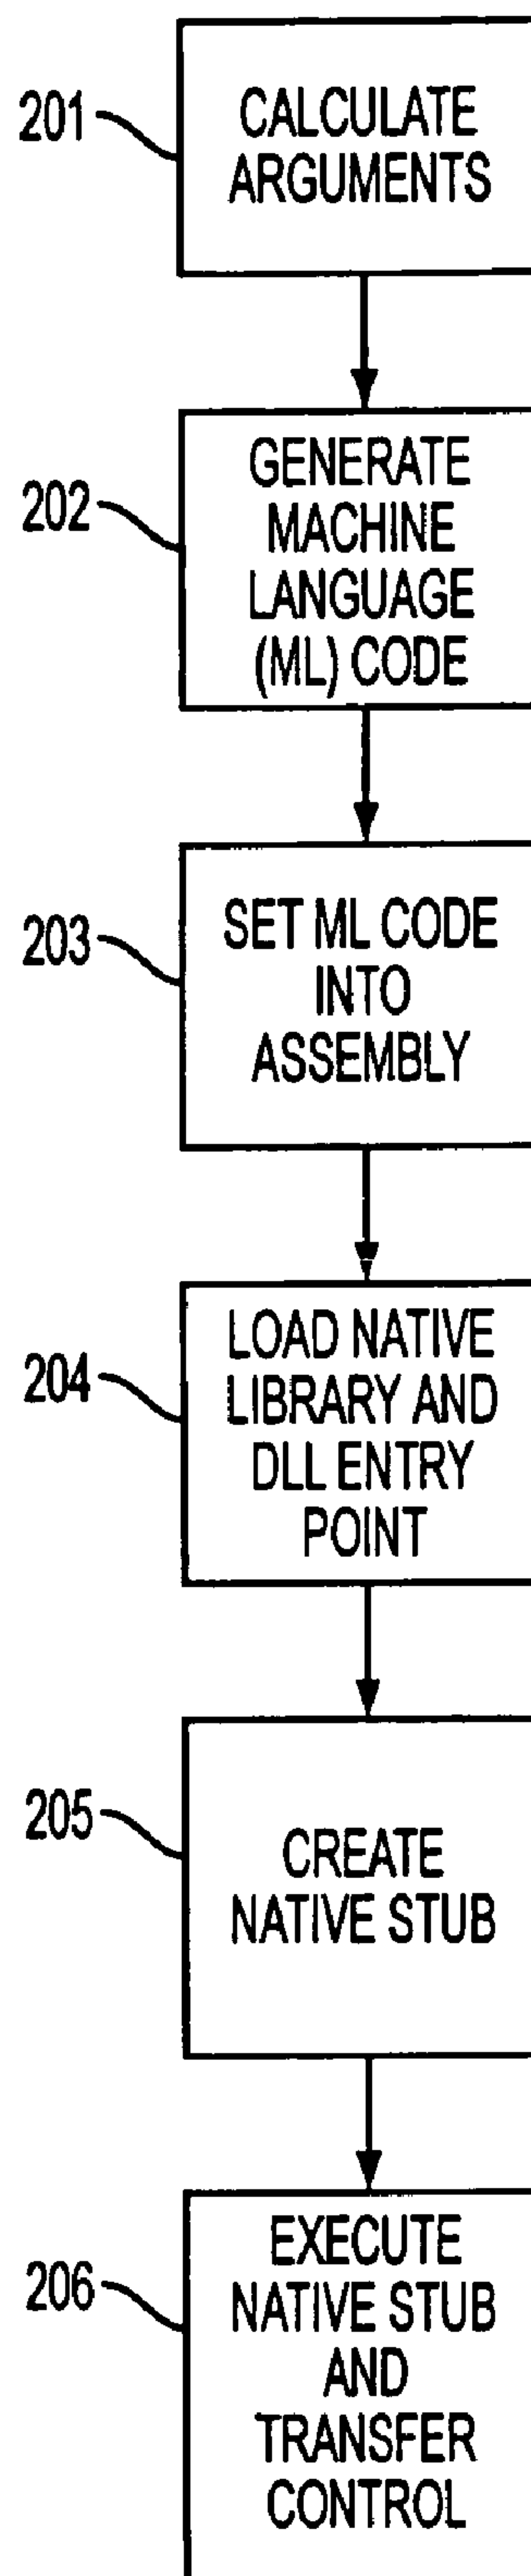 201
CALCULATE
ARGUMENTS
202
GENERATE
MACHINE
LANGUAGE
(ML) CODE
203
SET ML CODE
INTO
ASSEMBLY
204
LOAD NATIVE
LIBRARY AND
DLL ENTRY
POINT
205
CREATE
NATIVE STUB
206
EXECUTE
NATIVE STUB
AND
TRANSFER
CONTROL